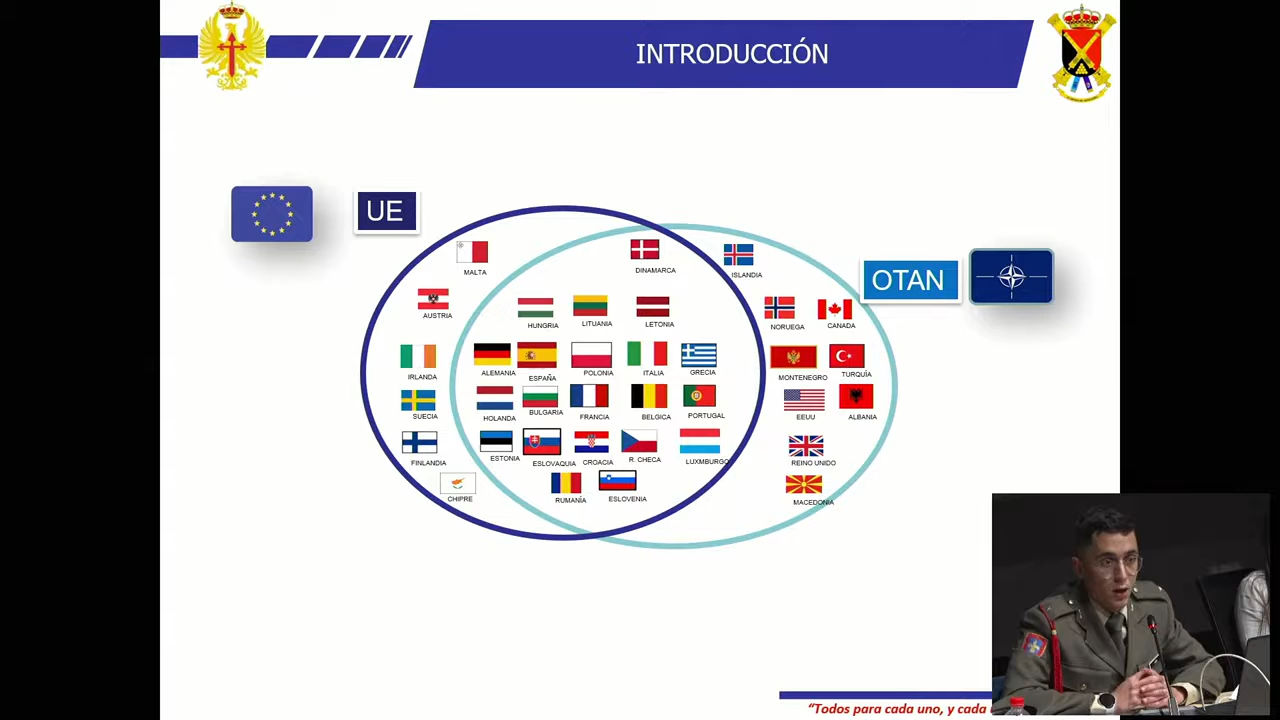 INTRODUCCIÓN
UE
OTAN
MALTA
DINAMARCA
ISLANDIA
AUSTRIA
HUNGRIA
LITUANIA
LETONIA
NORUEGA
CANADA
IRLANDA
ALEMANIA
ESPAÑA
POLONIA
ITALIA
GRECIA
MONTENEGRO
TURQUÍA
SUECIA
HOLANDA
BULGARIA
FRANCIA
BELGICA
PORTUGAL
EEUU
ALBANIA
FINLANDIA
ESTONIA
ESLOVAQUIA
CROACIA
R. CHECA
LUXMBURGO
REINO UNIDO
CHIPRE
RUMANÍA
ESLOVENIA
MACEDONIA
“Todos para cada uno, y cada